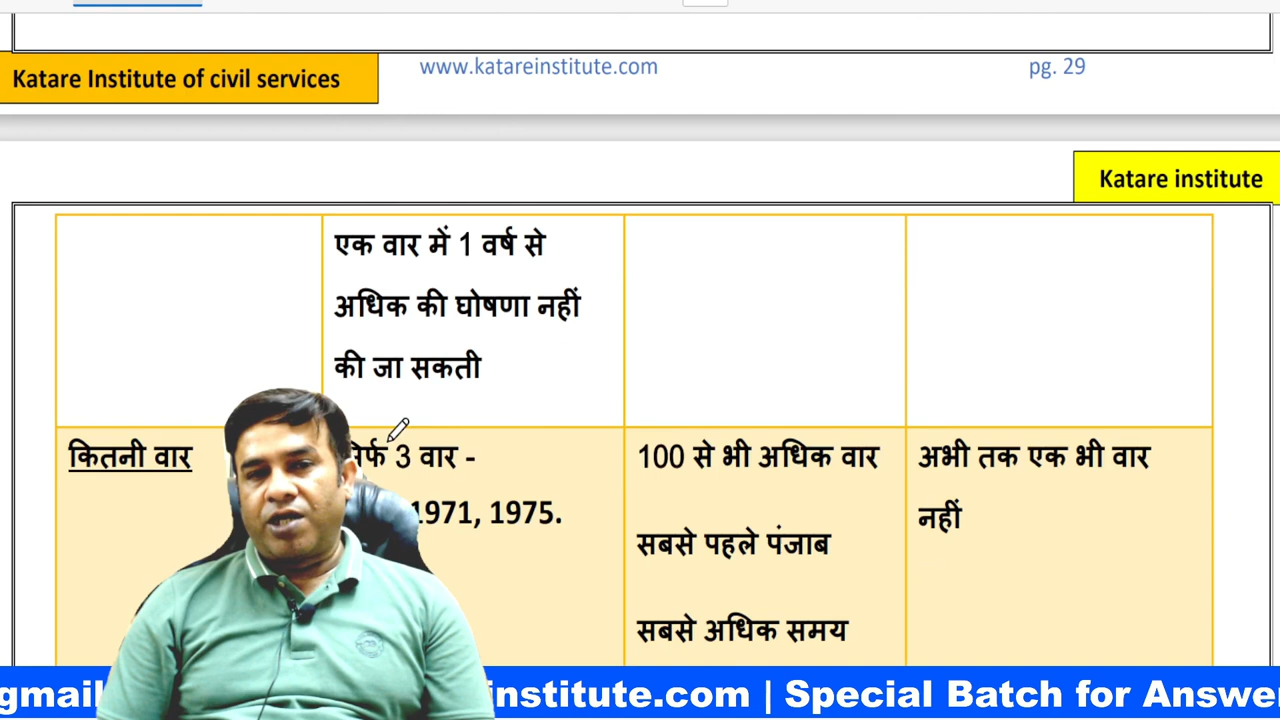 Katare Institute of civil services
www.katareinstitute.com
pg. 29
Katare institute
एक वार में 1 वर्ष से
अधिक की घोषणा नहीं
की जा सकती
कितनी वार
3 वार -
1971, 1975.
100 से भी अधिक वार
सबसे पहले पंजाब
सबसे अधिक समय
अभी तक एक भी वार
नहीं
gmail
institute.com | Special Batch for Answe